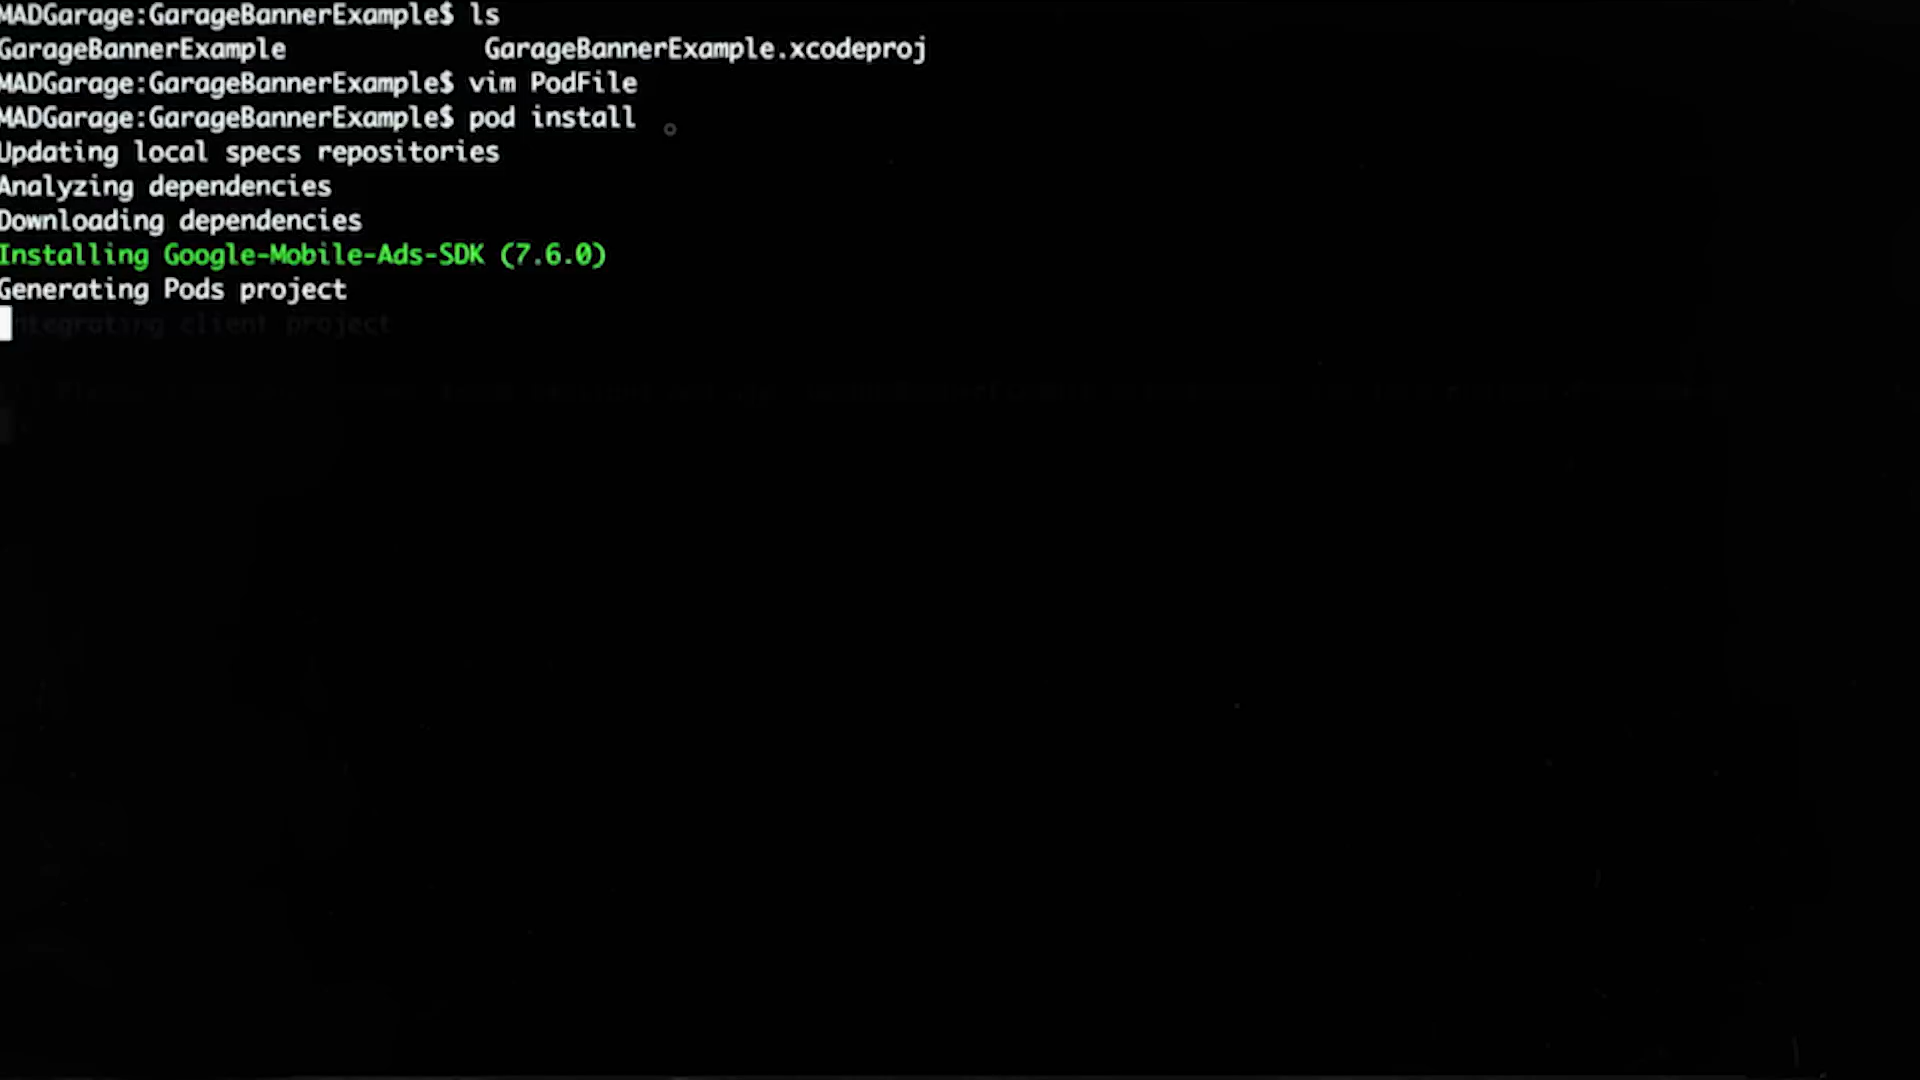 MADGarage:GarageBannerExample$ ls
GarageBannerExample GarageBannerExample.xcodeproj
MADGarage:GarageBannerExample$ vim PodFile
MADGarage:GarageBannerExample$ pod install
Updating local specs repositories
Analyzing dependencies
Downloading dependencies
Installing Google-Mobile-Ads-SDK (7.6.0)
Generating Pods project
ntegrating client project